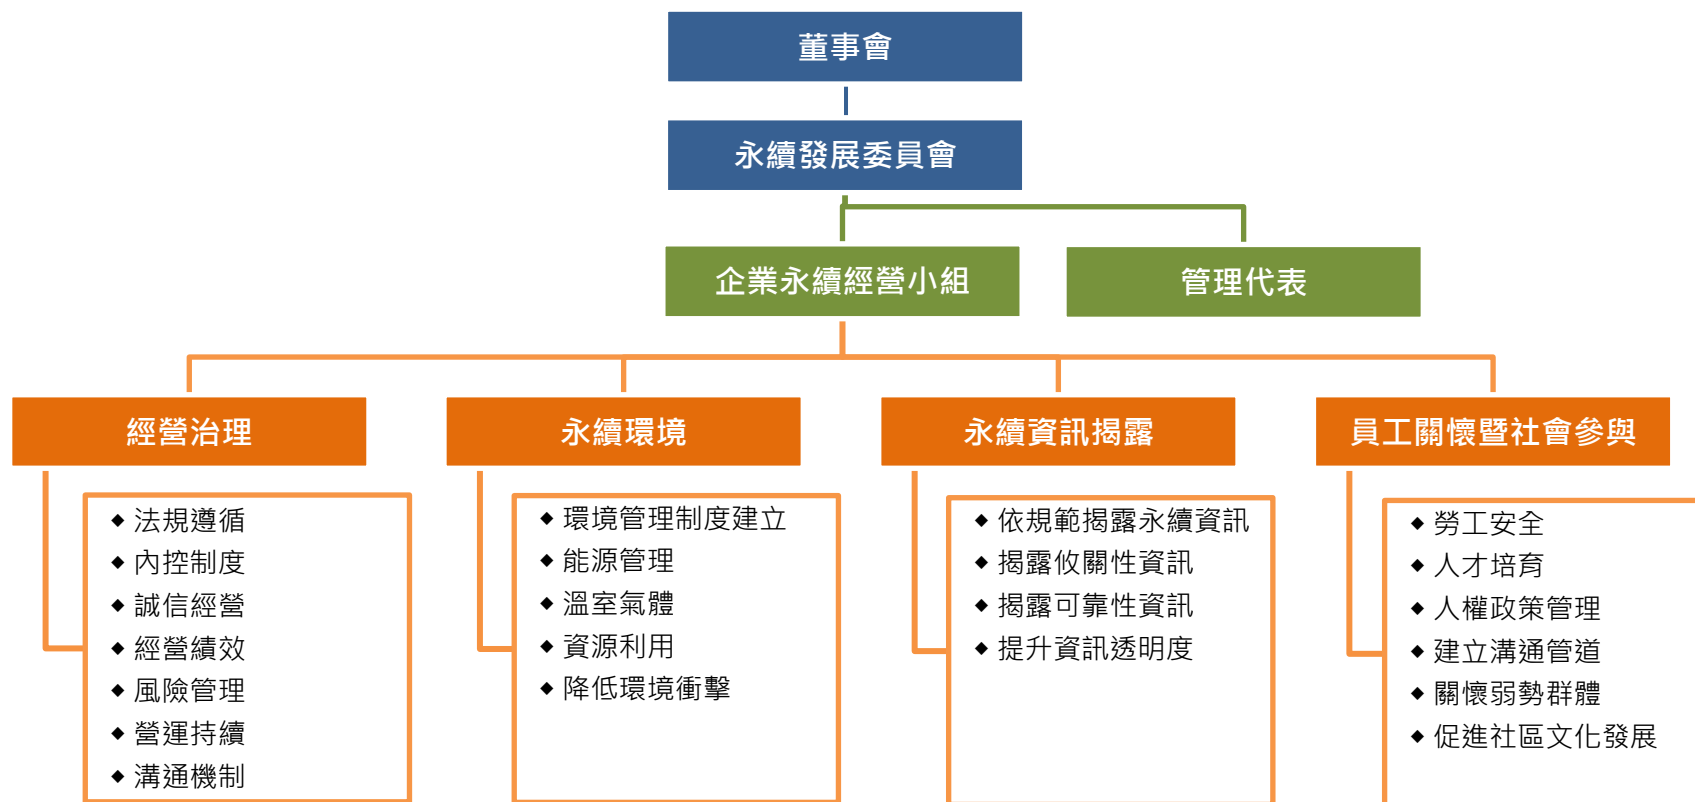 董事會
永續發展委員會
企業永續經營小組
管理代表
經營治理
◆ 法規遵循
◆ 內控制度
◆ 誠信經營
◆ 經營績效
◆ 風險管理
◆ 營運持續
◆ 溝通機制
永續環境
◆ 環境管理制度建立
◆ 能源管理
◆ 溫室氣體
◆ 資源利用
◆ 降低環境衝擊
永續資訊揭露
◆ 依規範揭露永續資訊
◆ 揭露攸關性資訊
◆ 揭露可靠性資訊
◆ 提升資訊透明度
員工關懷暨社會參與
◆ 勞工安全
◆ 人才培育
◆ 人權政策管理
◆ 建立溝通管道
◆ 關懷弱勢群體
◆ 促進社區文化發展